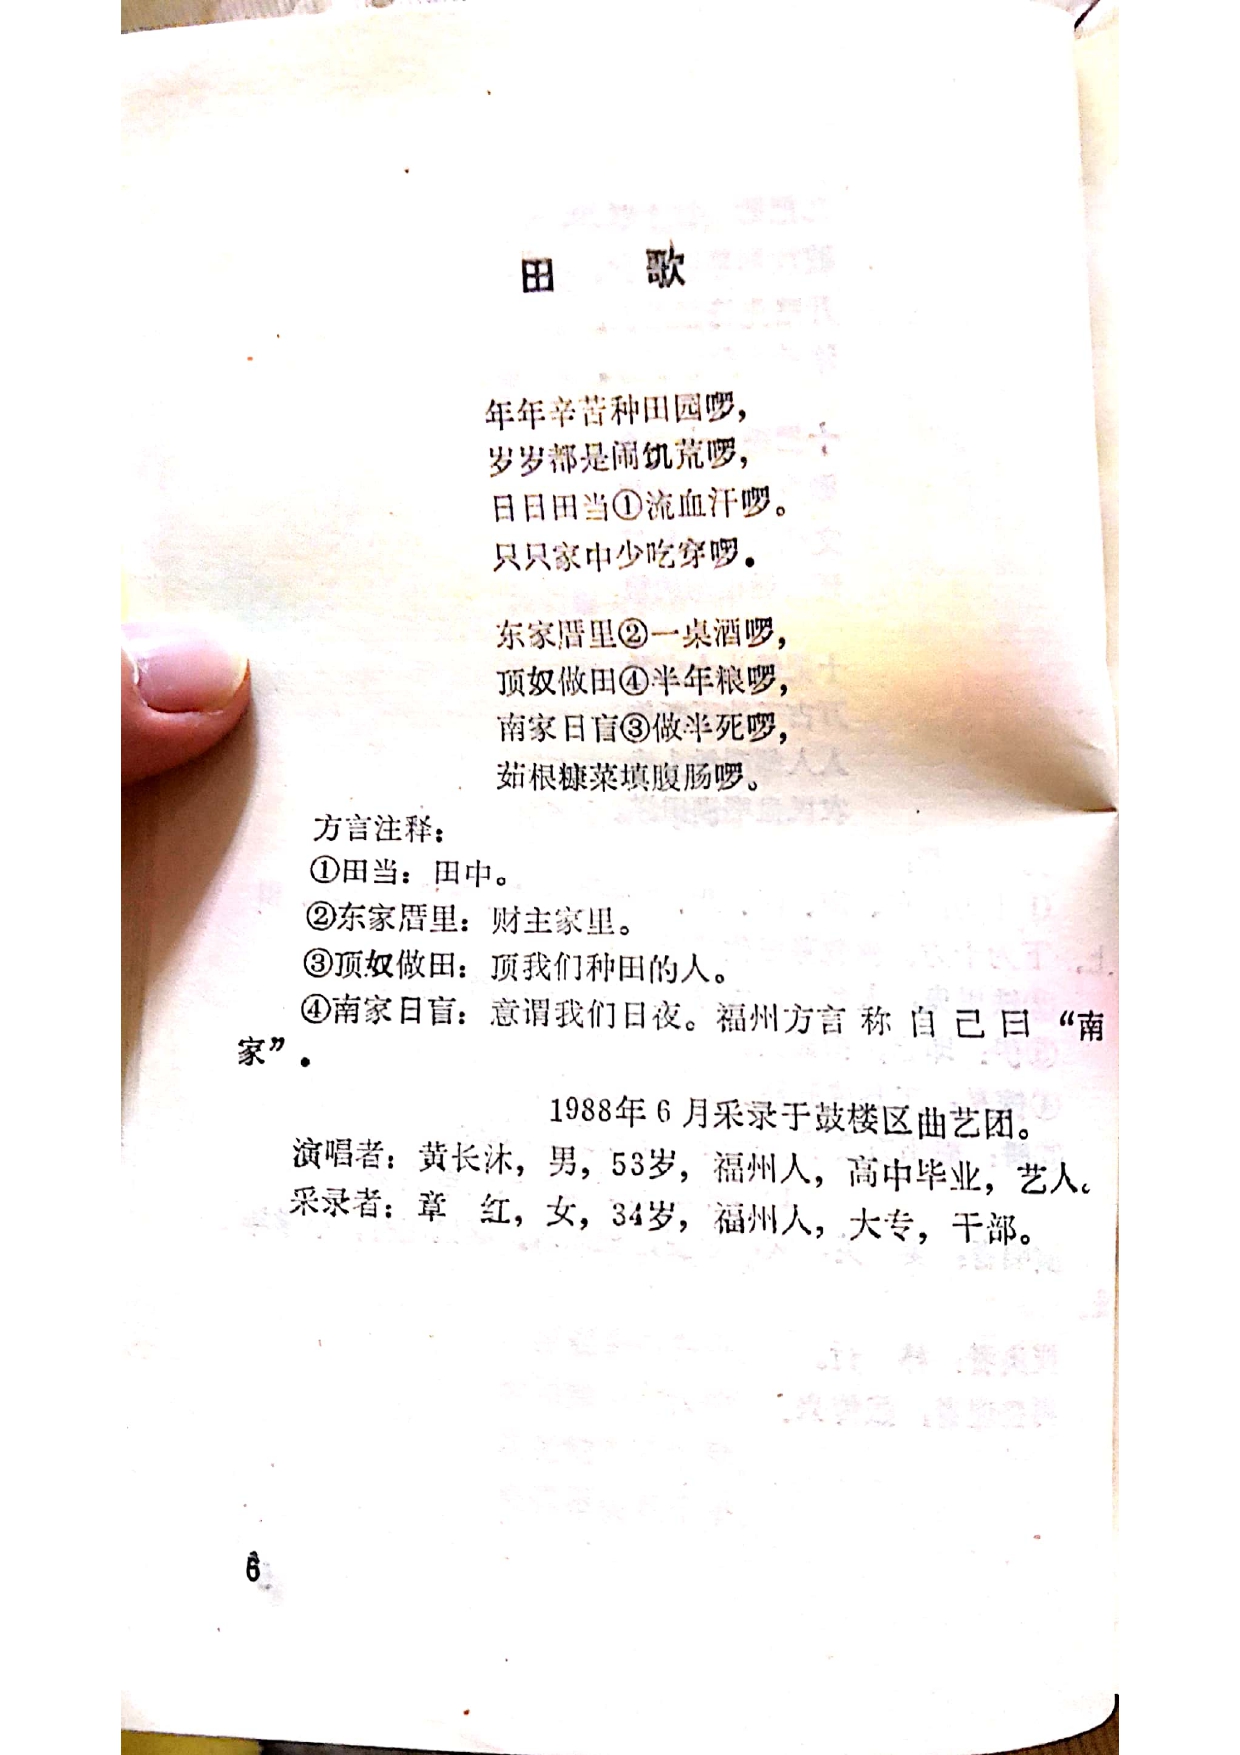 田 歌
年年辛苦种田园啰，
岁岁都是闹饥荒啰，
日日田当①流血汗啰。
只只家中少吃穿啰．
东家厝里②一桌酒啰，
顶奴做田④半年粮啰，
南家日盲③做半死啰，
茹根糠菜填腹肠啰。
方言注释：
①田当：田中。
②东家厝里：财主家里。
③顶奴做田：顶我们种田的人。
④南家日盲：意谓我们日夜。福州方言称自己曰“南
家”．
1988年6月采录于鼓楼区曲艺团。
演唱者：黄长沐，男，53岁，福州人，高中毕业，艺人。
采录者：章 红，女，34岁，福州人，大专，干部。
6